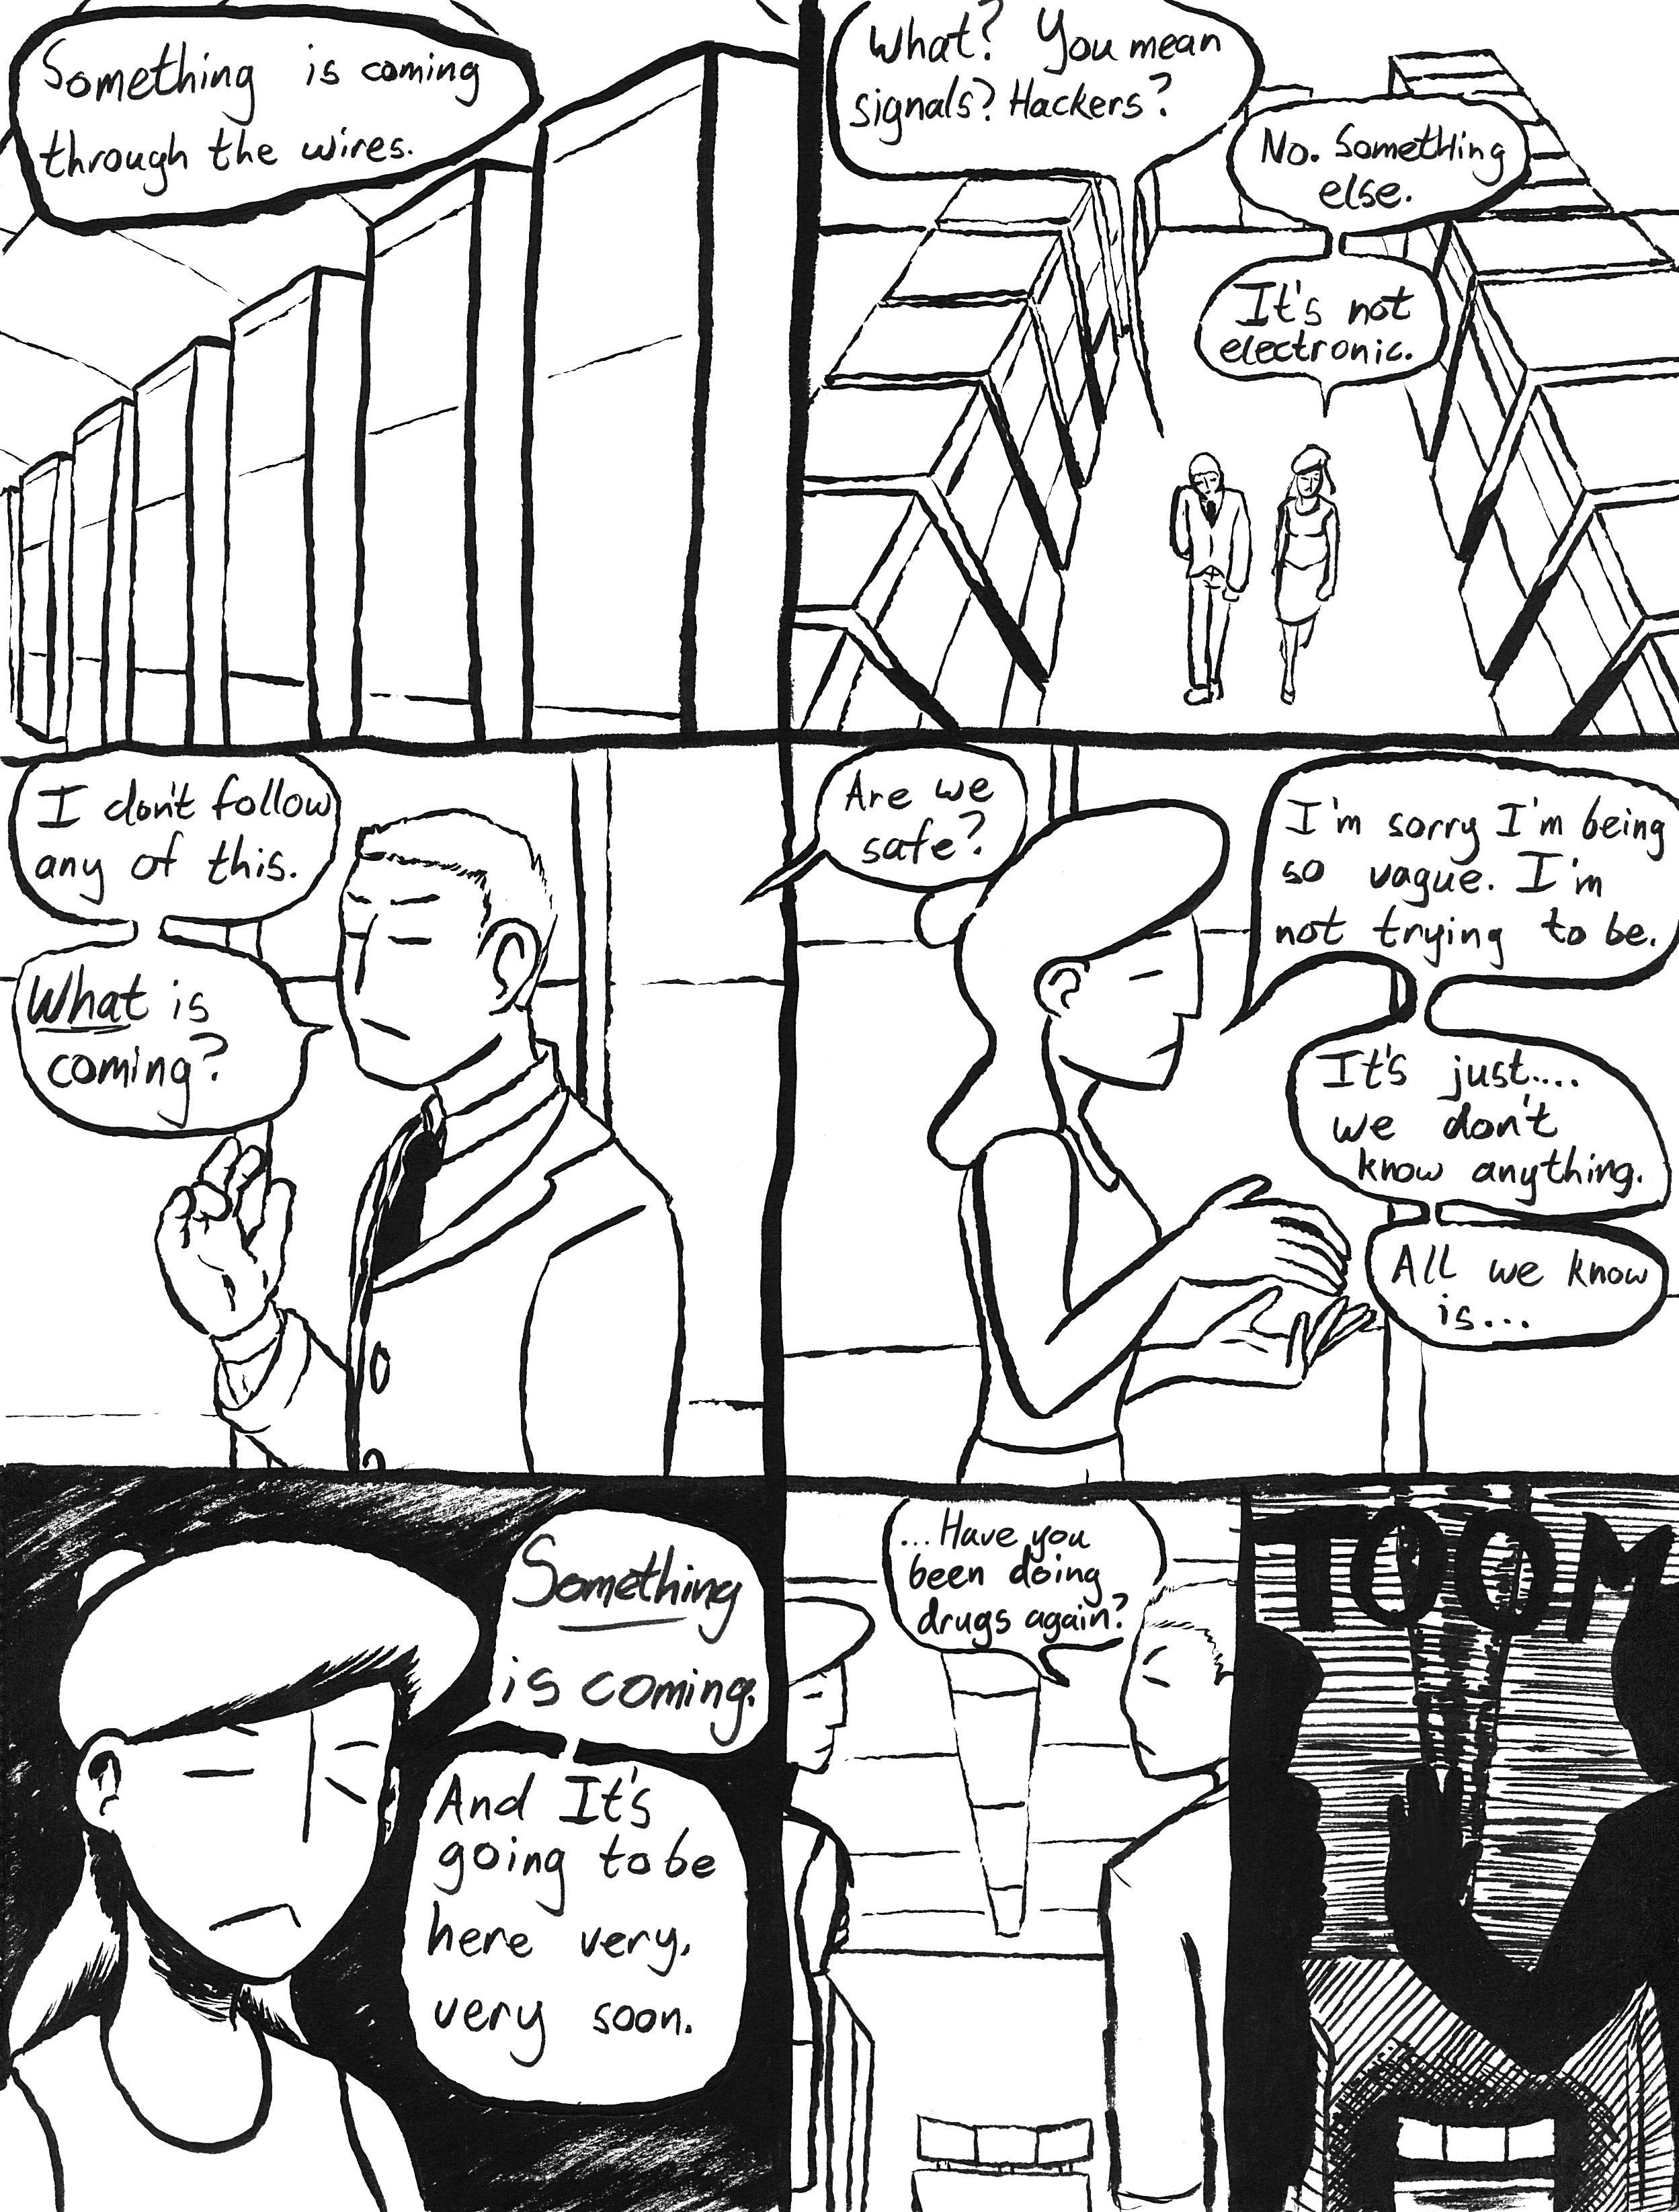 Something is coming
through the wires.
What? You mean
signals? Hackers?
No. Something
else.
It's not
electronic.
I don't follow
any of this.
What is
coming?
Are we
safe?
I'm sorry I'm being
so vague. I'm
not trying to be.
It's just....
we don't
know anything.
All we know
is...
Something
is coming.
And It's
going to be
here very,
very soon.
...Have you
been doing
drugs again?
TOOM